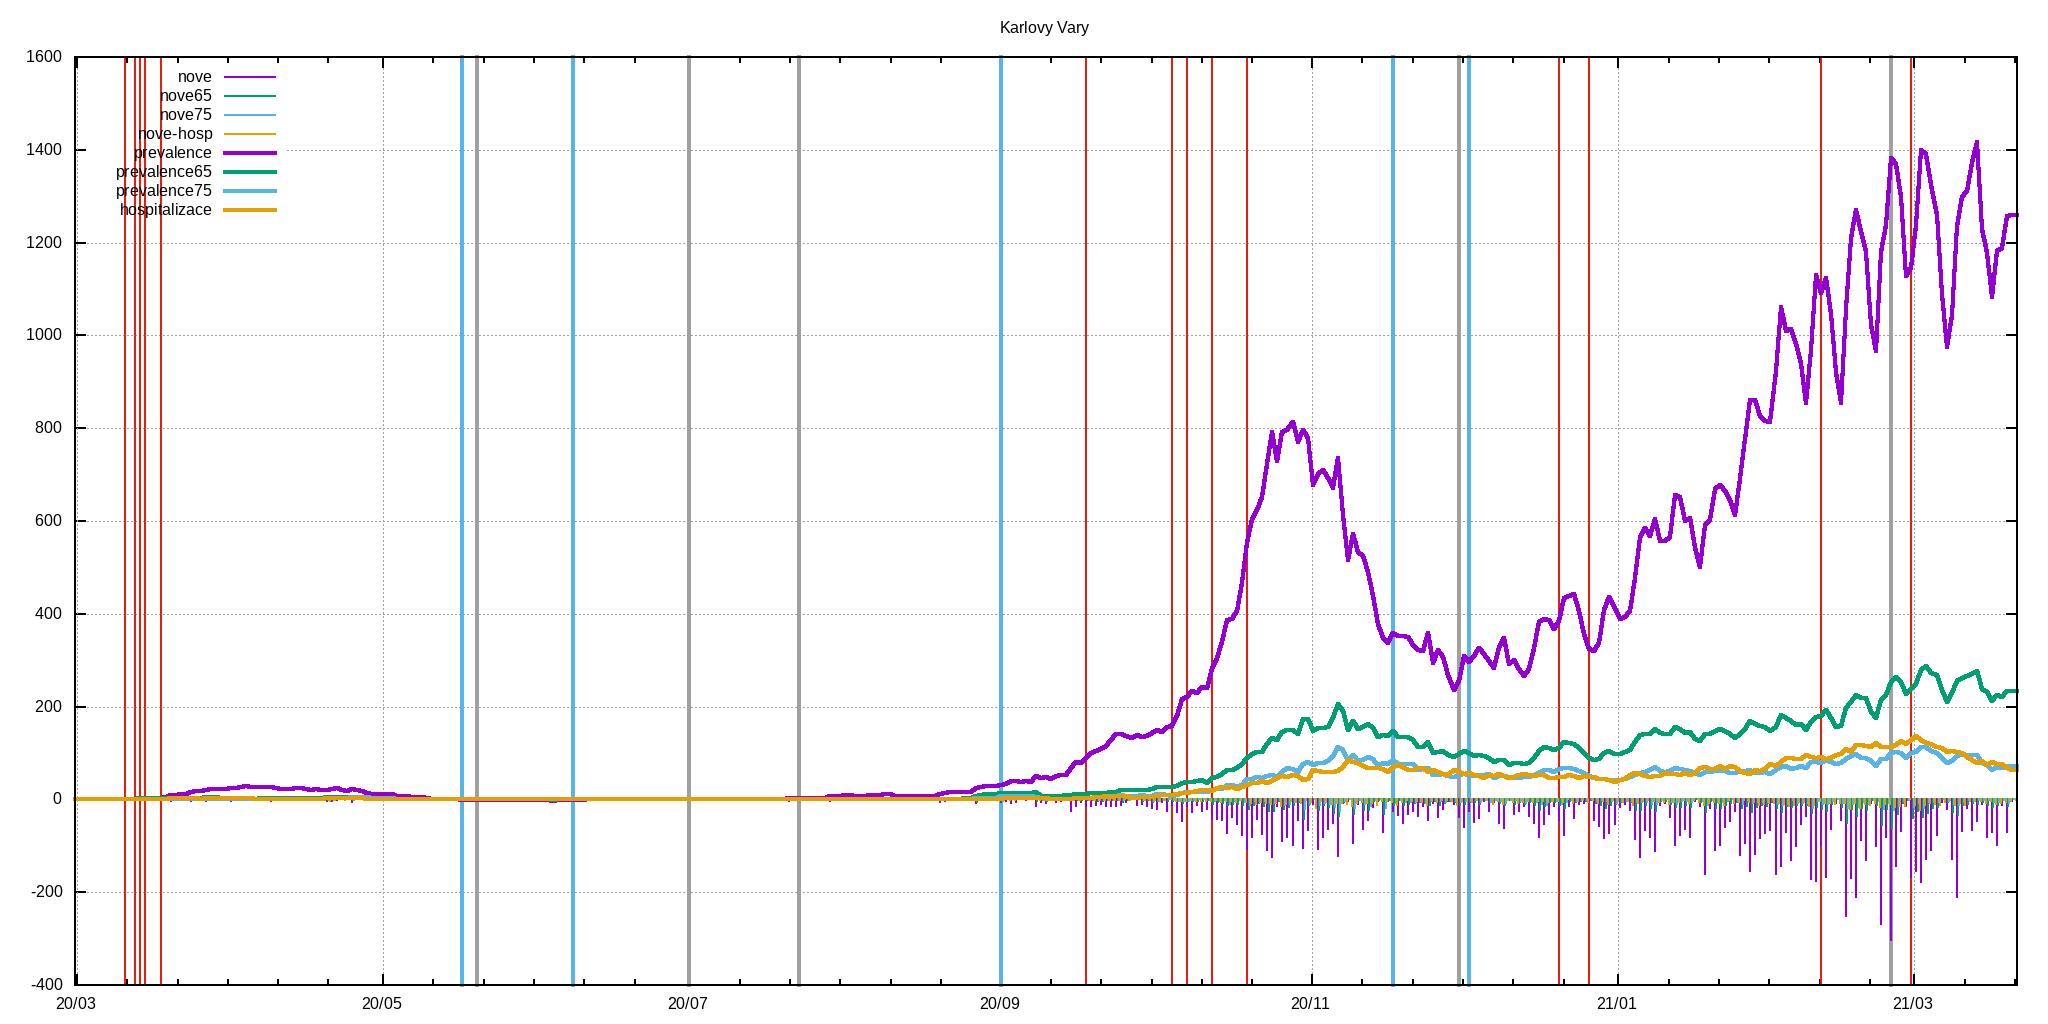 Karlovy Vary
1600
1400
1200
1000
800
600
400
200
0
-200
-400
nove
nove65
nove75
nove-hosp
prevalence
prevalence65
prevalence75
hospitalizace
20/03 20/05 20/07 20/09 20/11 21/01 21/03